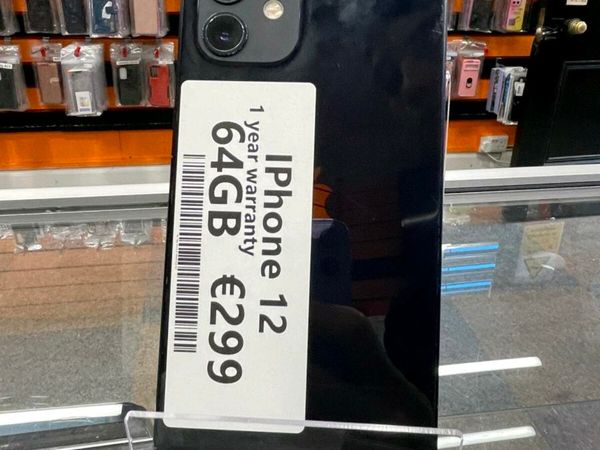 IPhone 12
1 year warranty
64GB €299